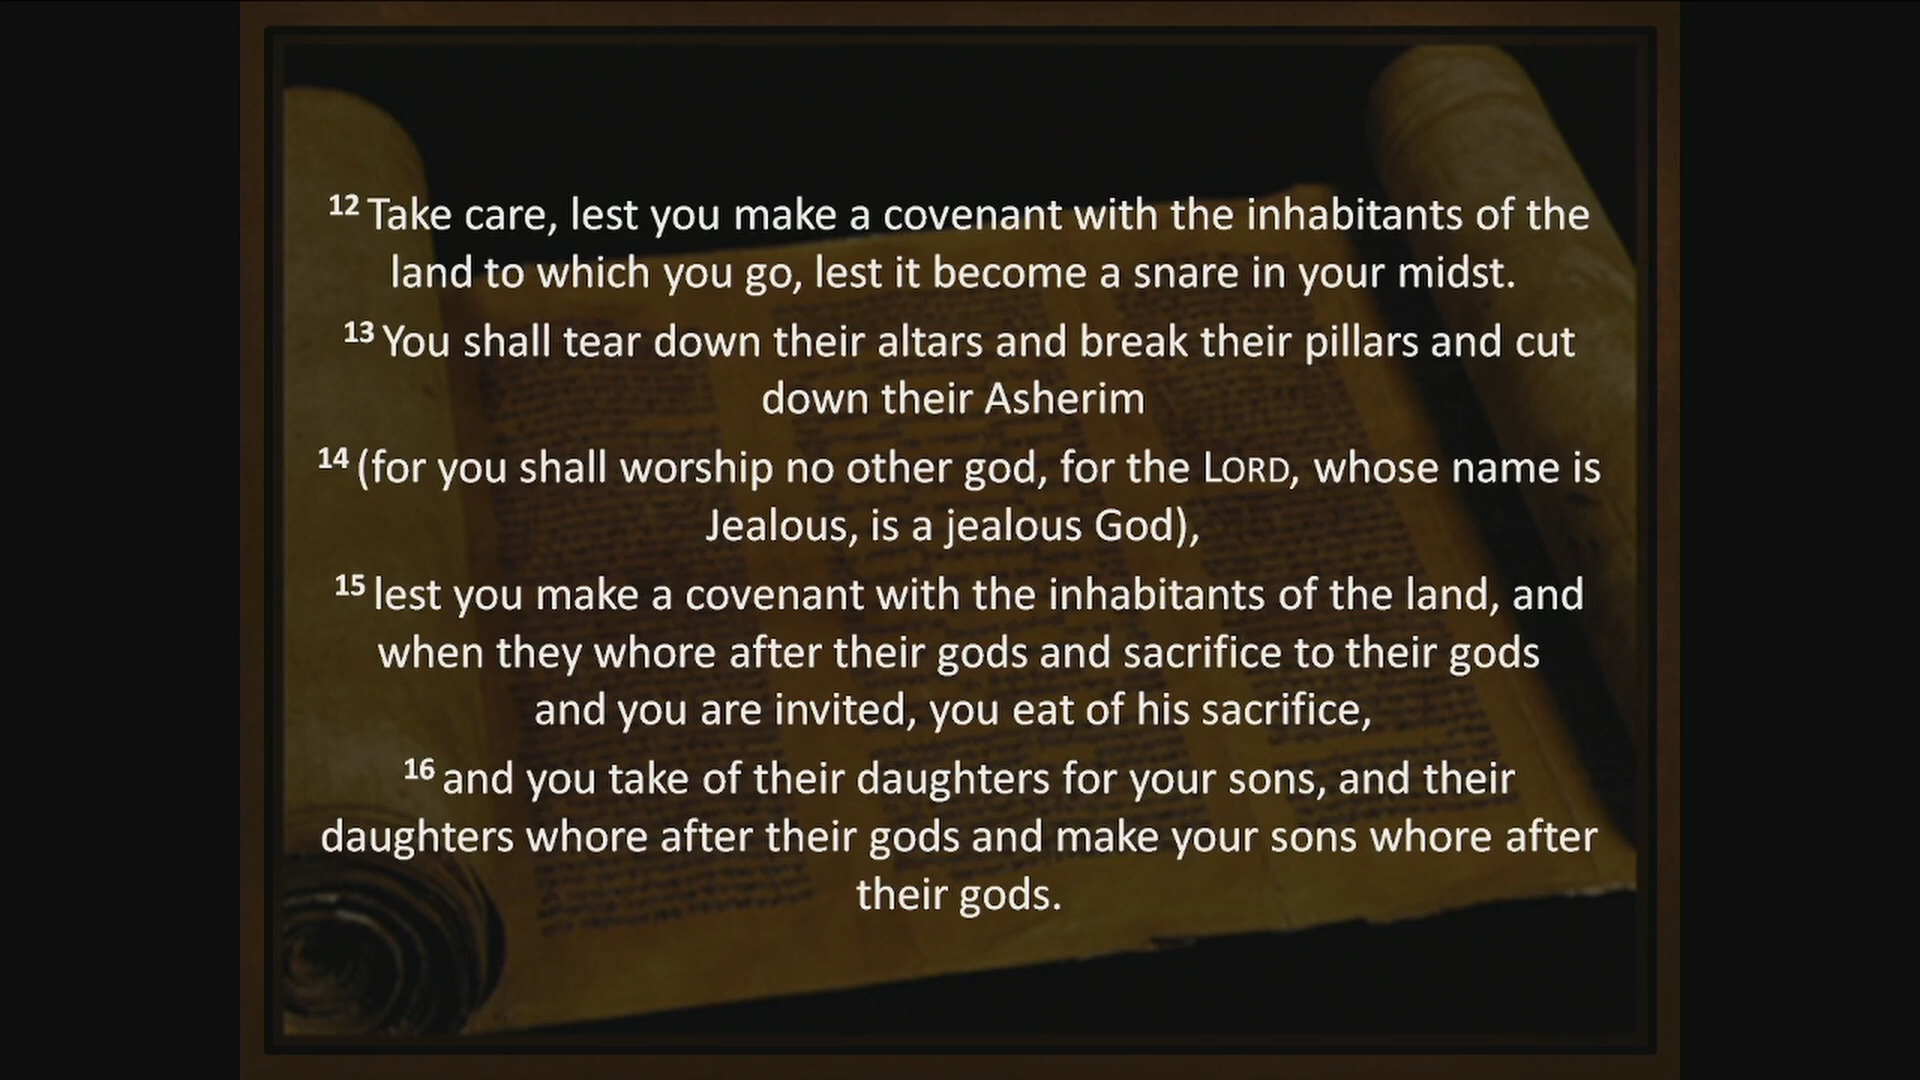 12 Take care, lest you make a covenant with the inhabitants of the
land to which you go, lest it become a snare in your midst.
13 You shall tear down their altars and break their pillars and cut
down their Asherim
14 (for you shall worship no other god, for the LORD, whose name is
Jealous, is a jealous God),
15 lest you make a covenant with the inhabitants of the land, and
when they whore after their gods and sacrifice to their gods
and you are invited, you eat of his sacrifice,
16 and you take of their daughters for your sons, and their
daughters whore after their gods and make your sons whore after
their gods.